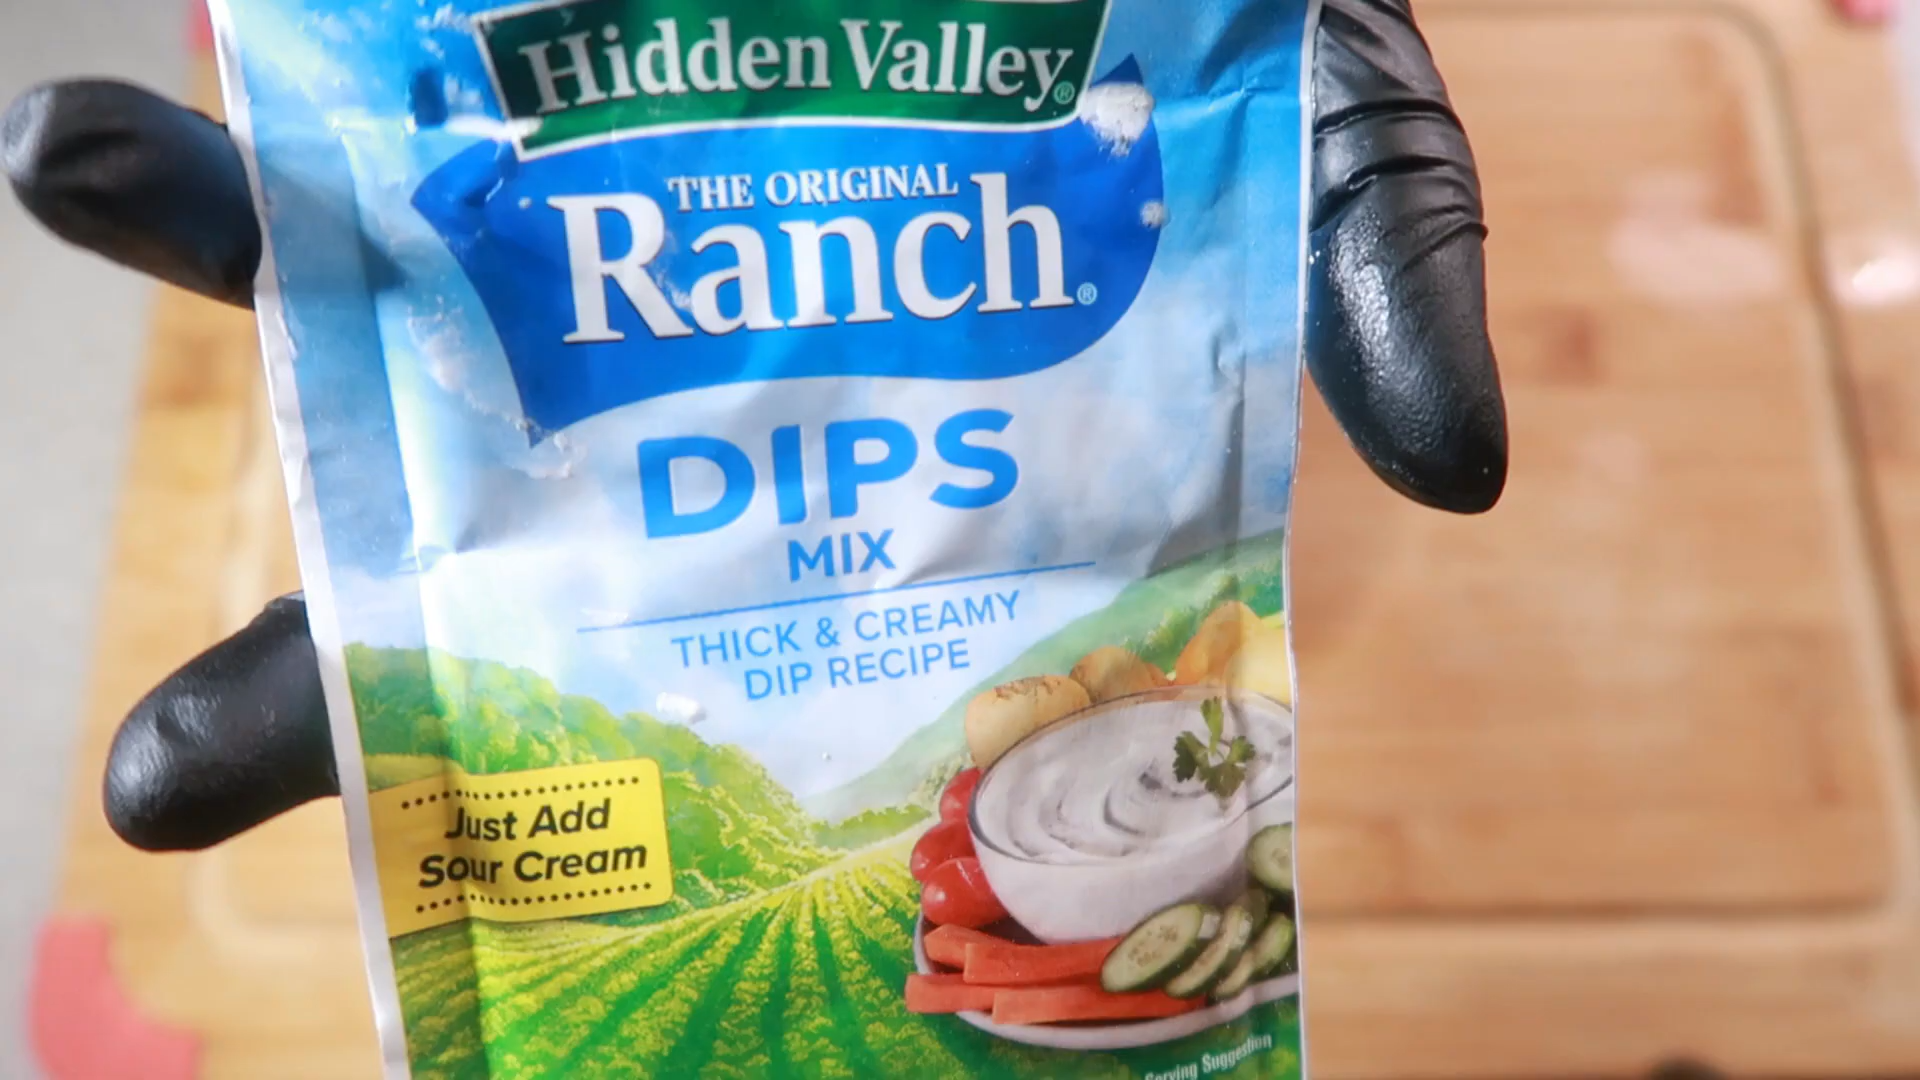 Hidden Valley®
THE ORIGINAL
Ranch®
DIPS
MIX
THICK & CREAMY
DIP RECIPE
Just Add
Sour Cream
Serving Suggestion